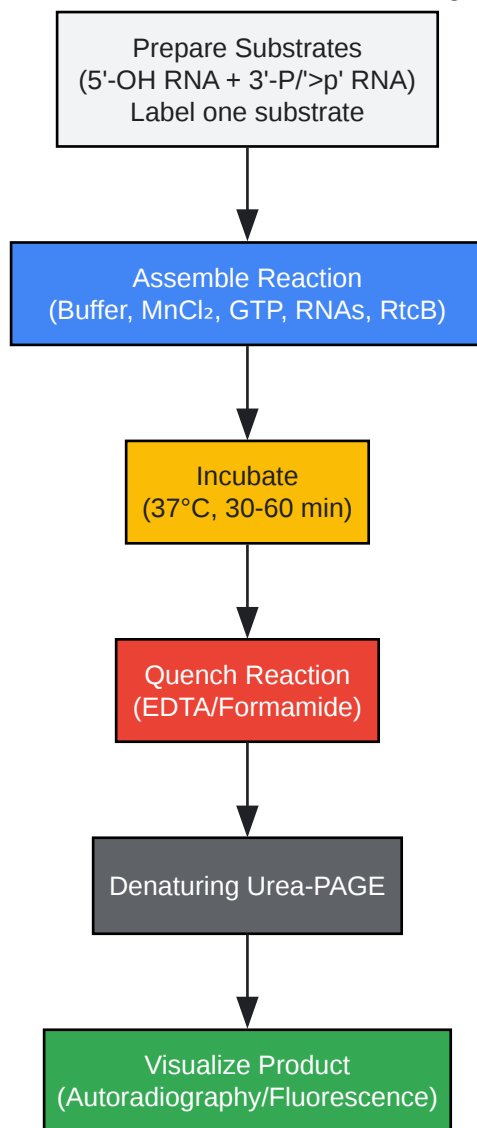 Prepare Substrates
(5'-OH RNA + 3'-P/'>p' RNA)
Label one substrate
Assemble Reaction
(Buffer, MnCl₂, GTP, RNAs, RtcB)
Incubate
(37°C, 30-60 min)
Quench Reaction
(EDTA/Formamide)
Denaturing Urea-PAGE
Visualize Product
(Autoradiography/Fluorescence)